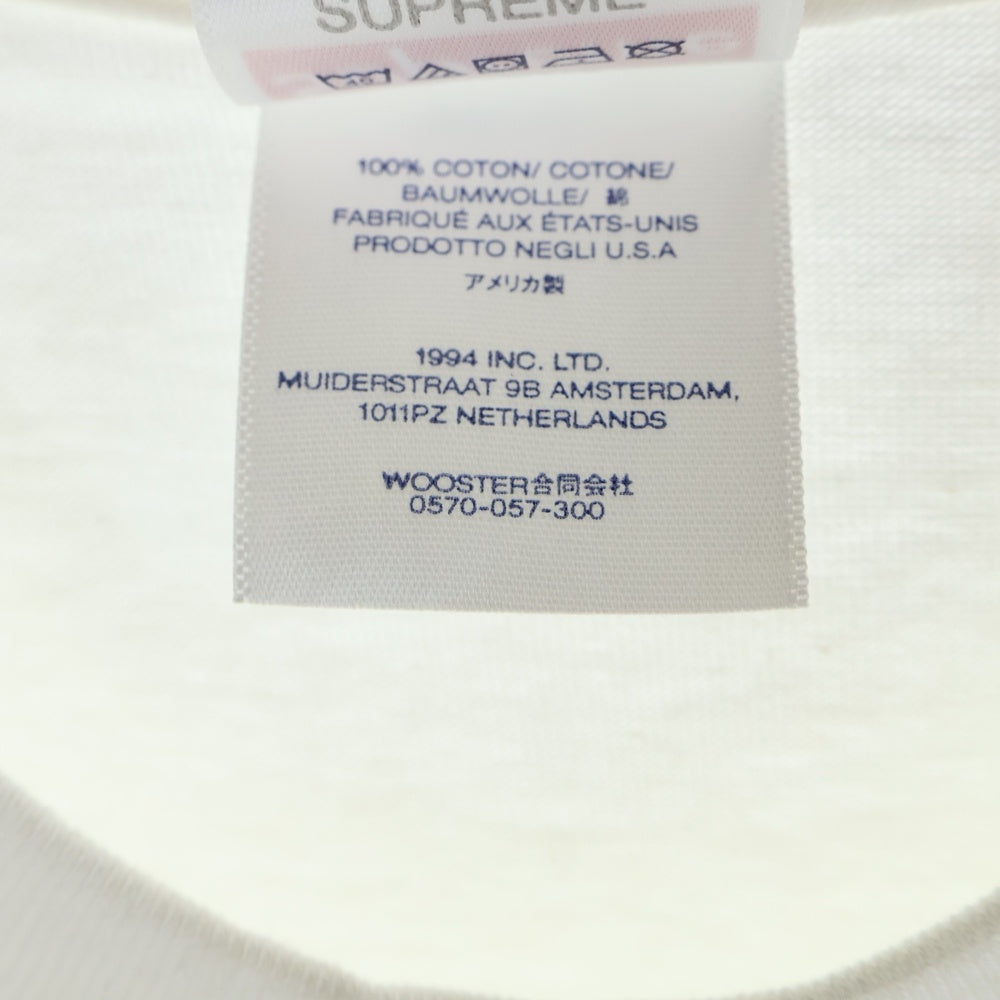 SUPREME
40
100% COTON/ COTONE/
BAUMWOLLE/ 綿
FABRIQUÉ AUX ÉTATS-UNIS
PRODOTTO NEGLI U.S.A
アメリカ製
1994 INC. LTD.
MUIDERSTRAAT 9B AMSTERDAM,
1011PZ NETHERLANDS
WOOSTER合同会社
0570-057-300